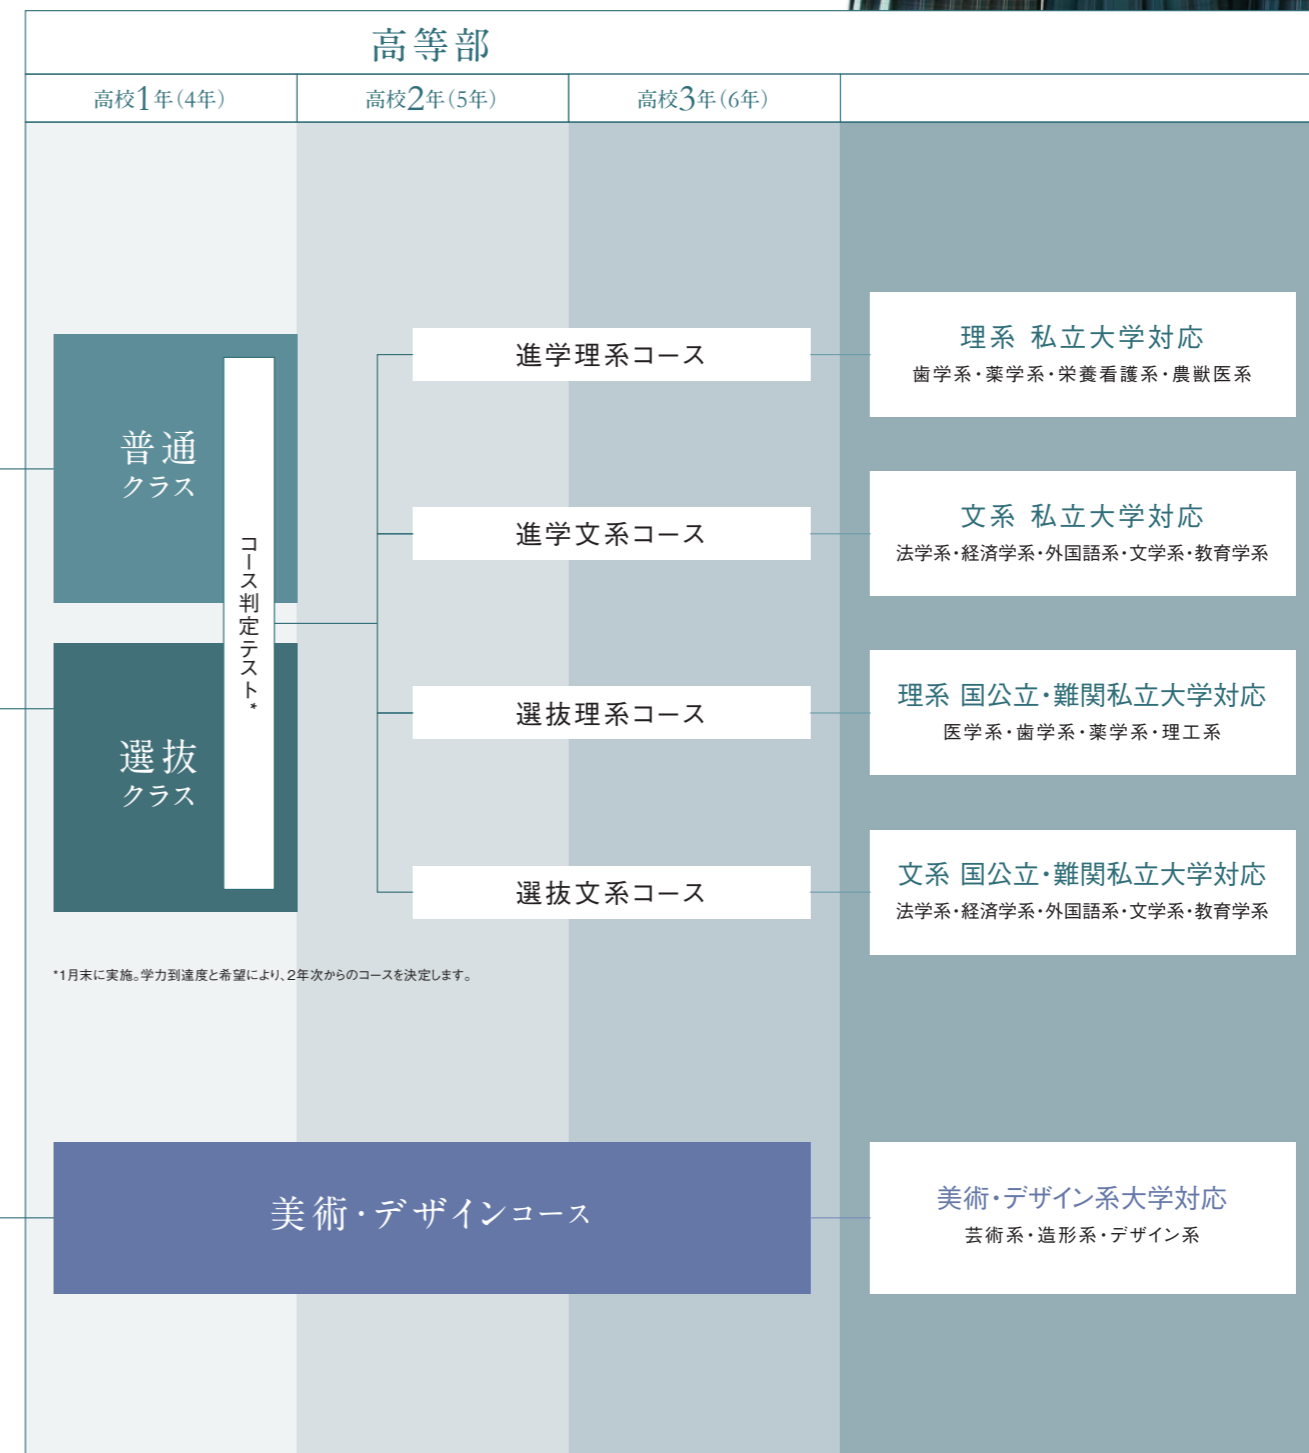 高等部
高校1年(4年)
高校2年(5年)
高校3年(6年)
普通
クラス
選抜
クラス
コース判定テスト*
進学理系コース
進学文系コース
選抜理系コース
選抜文系コース
理系 私立大学対応
歯学系・薬学系・栄養看護系・農獣医系
文系 私立大学対応
法学系・経済学系・外国語系・文学系・教育学系
理系 国公立・難関私立大学対応
医学系・歯学系・薬学系・理工系
文系 国公立・難関私立大学対応
法学系・経済学系・外国語系・文学系・教育学系
*1月末に実施。学力到達度と希望により、2年次からのコースを決定します。
美術・デザインコース
美術・デザイン系大学対応
芸術系・造形系・デザイン系